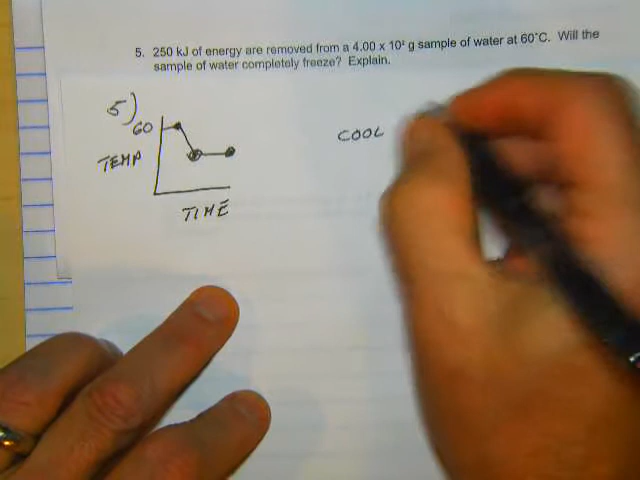 5. 250 kJ of energy are removed from a 4.00 x 10² g sample of water at 60˚C. Will the
sample of water completely freeze? Explain.
5)
60
TEMP
TIME
COOL